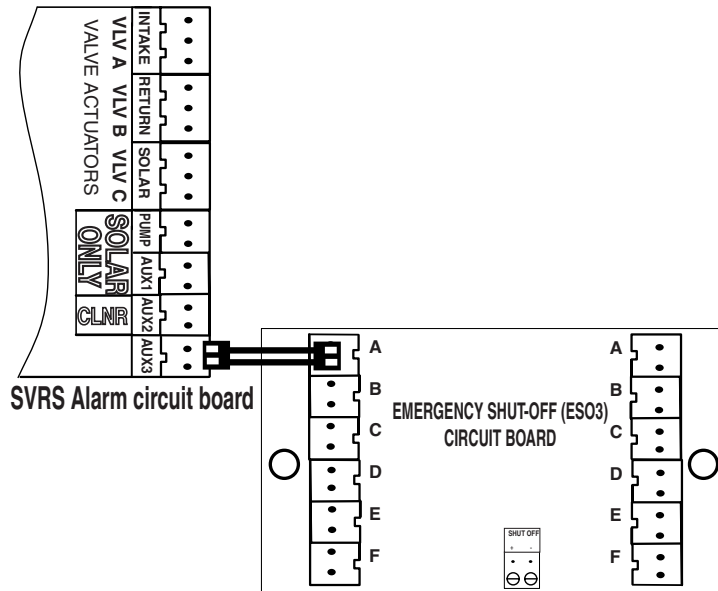 INTAKE
RETURN
SOLAR
PUMP
AUX1
AUX2
AUX3
VLV A VLV B VLV C
VALVE ACTUATORS
SOLAR
ONLY
CLNR
SVRS Alarm circuit board
A
B
C
D
E
F
EMERGENCY SHUT-OFF (ESO3)
CIRCUIT BOARD
SHUT OFF
+ -
A
B
C
D
E
F